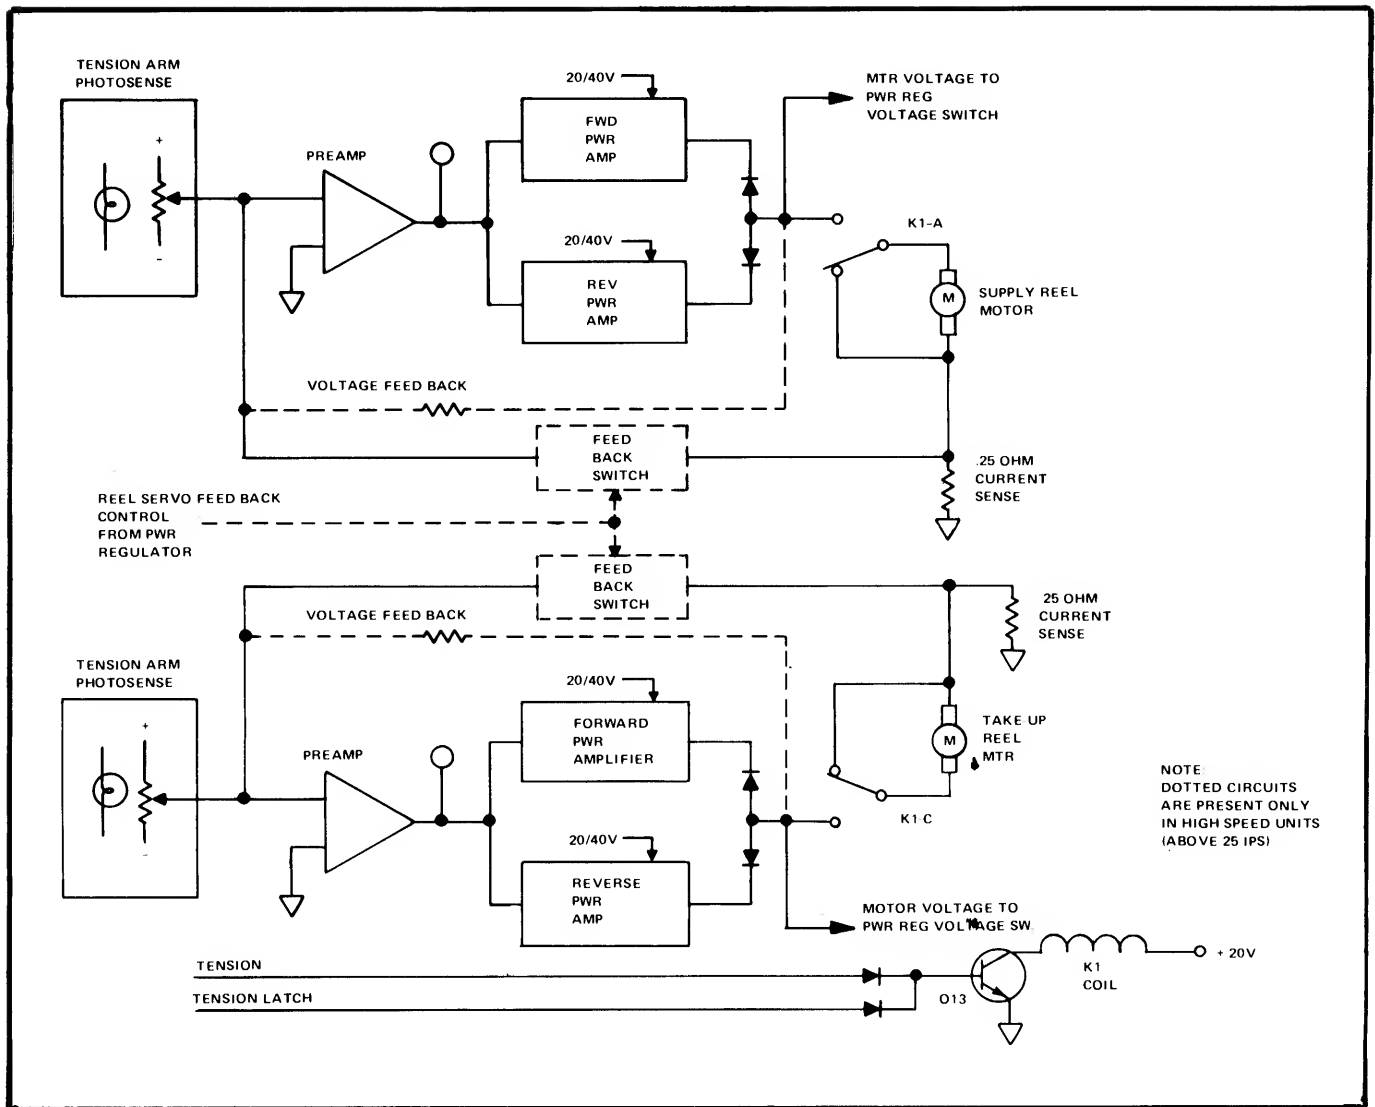 TENSION ARM
PHOTOSENSE
+
-
PREAMP
20/40V
FWD
PWR
AMP
20/40V
REV
PWR
AMP
MTR VOLTAGE TO
PWR REG
VOLTAGE SWITCH
K1-A
M
SUPPLY REEL
MOTOR
VOLTAGE FEED BACK
FEED
BACK
SWITCH
.25 OHM
CURRENT
SENSE
REEL SERVO FEED BACK
CONTROL
FROM PWR
REGULATOR
FEED
BACK
SWITCH
VOLTAGE FEED BACK
25 OHM
CURRENT
SENSE
TENSION ARM
PHOTOSENSE
+
-
PREAMP
20/40V
FORWARD
PWR
AMPLIFIER
20/40V
REVERSE
PWR
AMP
M
TAKE-UP
REEL
MTR
K1-C
NOTE
DOTTED CIRCUITS
ARE PRESENT ONLY
IN HIGH SPEED UNITS
(ABOVE 25 IPS)
MOTOR VOLTAGE TO
PWR REG VOLTAGE SW
TENSION
TENSION LATCH
O13
K1
COIL
+ 20V